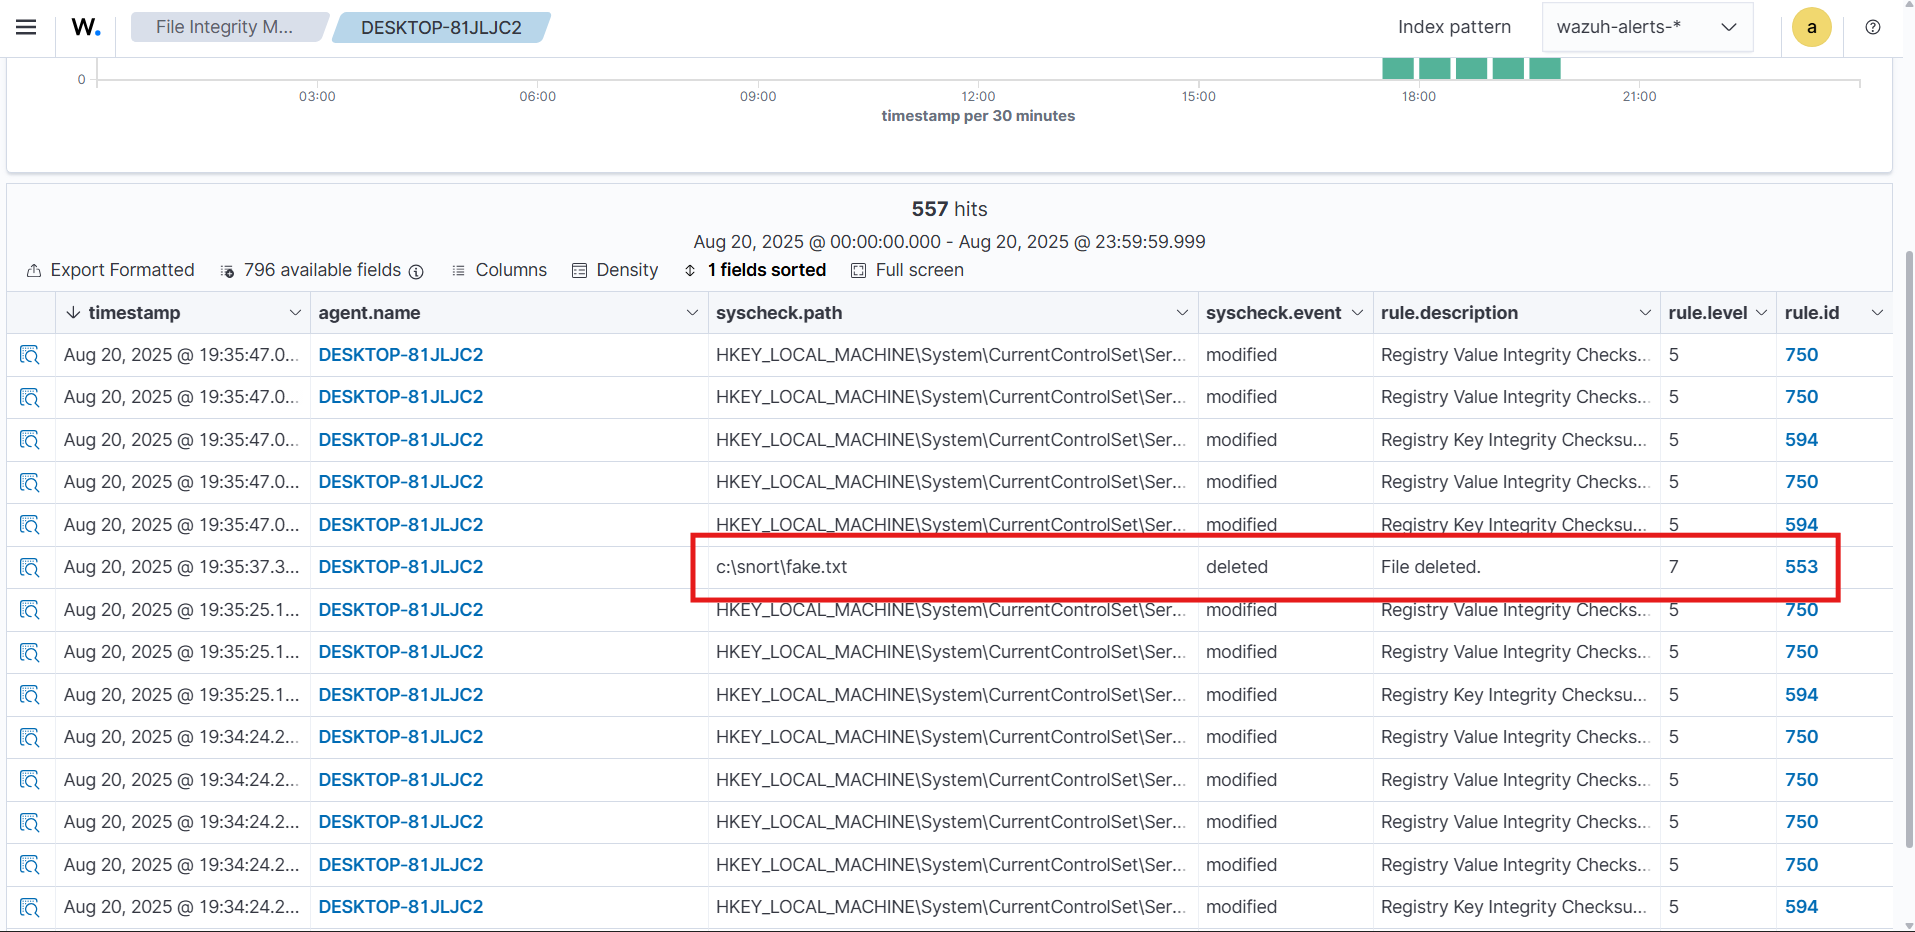 W. File Integrity M... DESKTOP-81JLJC2 Index pattern wazuh-alerts-* a
0
03:00 06:00 09:00 12:00 15:00 18:00 21:00
timestamp per 30 minutes
557 hits
Aug 20, 2025 @ 00:00:00.000 - Aug 20, 2025 @ 23:59:59.999
Export Formatted 796 available fields Columns Density 1 fields sorted Full screen
timestamp agent.name syscheck.path syscheck.event rule.description rule.level rule.id
Aug 20, 2025 @ 19:35:47.0... DESKTOP-81JLJC2 HKEY_LOCAL_MACHINE\System\CurrentControlSet\Ser... modified Registry Value Integrity Checks... 5 750
Aug 20, 2025 @ 19:35:47.0... DESKTOP-81JLJC2 HKEY_LOCAL_MACHINE\System\CurrentControlSet\Ser... modified Registry Value Integrity Checks... 5 750
Aug 20, 2025 @ 19:35:47.0... DESKTOP-81JLJC2 HKEY_LOCAL_MACHINE\System\CurrentControlSet\Ser... modified Registry Key Integrity Checksu... 5 594
Aug 20, 2025 @ 19:35:47.0... DESKTOP-81JLJC2 HKEY_LOCAL_MACHINE\System\CurrentControlSet\Ser... modified Registry Value Integrity Checks... 5 750
Aug 20, 2025 @ 19:35:47.0... DESKTOP-81JLJC2 HKEY_LOCAL_MACHINE\System\CurrentControlSet\Ser... modified Registry Key Integrity Checksu... 5 594
Aug 20, 2025 @ 19:35:37.3... DESKTOP-81JLJC2 c:\snort\fake.txt deleted File deleted. 7 553
Aug 20, 2025 @ 19:35:25.1... DESKTOP-81JLJC2 HKEY_LOCAL_MACHINE\System\CurrentControlSet\Ser... modified Registry Value Integrity Checks... 5 750
Aug 20, 2025 @ 19:35:25.1... DESKTOP-81JLJC2 HKEY_LOCAL_MACHINE\System\CurrentControlSet\Ser... modified Registry Value Integrity Checks... 5 750
Aug 20, 2025 @ 19:35:25.1... DESKTOP-81JLJC2 HKEY_LOCAL_MACHINE\System\CurrentControlSet\Ser... modified Registry Key Integrity Checksu... 5 594
Aug 20, 2025 @ 19:34:24.2... DESKTOP-81JLJC2 HKEY_LOCAL_MACHINE\System\CurrentControlSet\Ser... modified Registry Value Integrity Checks... 5 750
Aug 20, 2025 @ 19:34:24.2... DESKTOP-81JLJC2 HKEY_LOCAL_MACHINE\System\CurrentControlSet\Ser... modified Registry Value Integrity Checks... 5 750
Aug 20, 2025 @ 19:34:24.2... DESKTOP-81JLJC2 HKEY_LOCAL_MACHINE\System\CurrentControlSet\Ser... modified Registry Value Integrity Checks... 5 750
Aug 20, 2025 @ 19:34:24.2... DESKTOP-81JLJC2 HKEY_LOCAL_MACHINE\System\CurrentControlSet\Ser... modified Registry Value Integrity Checks... 5 750
Aug 20, 2025 @ 19:34:24.2... DESKTOP-81JLJC2 HKEY_LOCAL_MACHINE\System\CurrentControlSet\Ser... modified Registry Key Integrity Checksu... 5 594